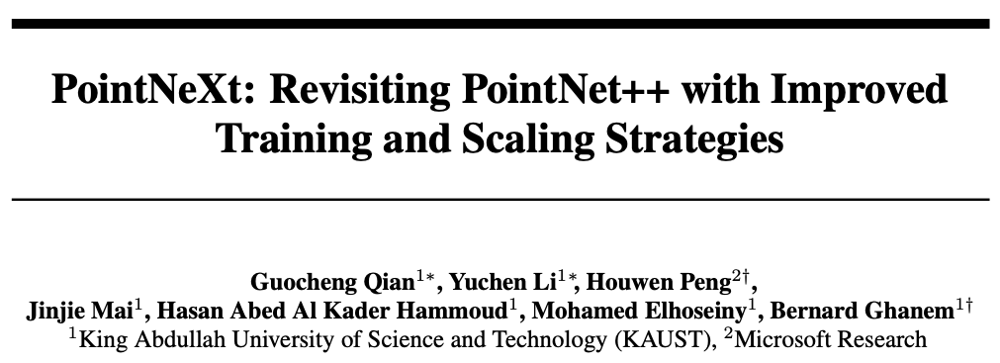 PointNeXt: Revisiting PointNet++ with Improved
Training and Scaling Strategies
Guocheng Qian¹*, Yuchen Li¹*, Houwen Peng²†,
Jinjie Mai¹, Hasan Abed Al Kader Hammoud¹, Mohamed Elhoseiny¹, Bernard Ghanem¹†
¹King Abdullah University of Science and Technology (KAUST), ²Microsoft Research